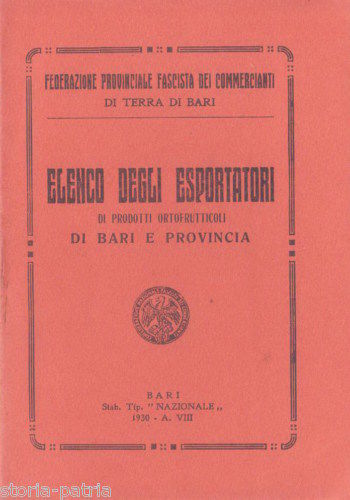 FEDERAZIONE PROVINCIALE FASCISTA DEI COMMERCIANTI
DI TERRA DI BARI
ELENCO DEGLI ESPORTATORI
DI PRODOTTI ORTOFRUTTICOLI
DI BARI E PROVINCIA
BARI
Stab. Tip. " NAZIONALE „
1930 - A. VIII
storia-patria